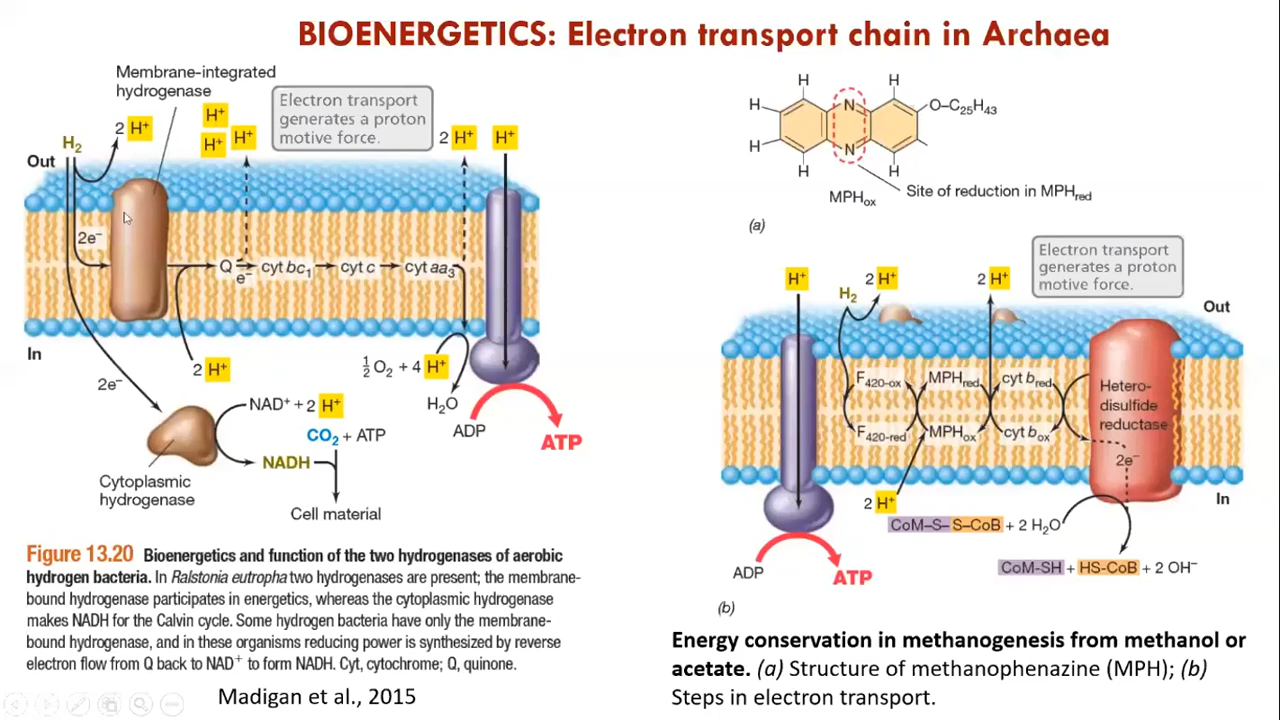 BIOENERGETICS: Electron transport chain in Archaea
Membrane-integrated
hydrogenase
Electron transport
generates a proton
motive force.
H₂
2 H⁺
H⁺
H⁺ H⁺
2 H⁺
H⁺
Out
2e⁻
Q e⁻ cyt bc₁ cyt c cyt aa₃
In
2 H⁺
½ O₂ + 4 H⁺
H₂O
2e⁻
NAD⁺ + 2 H⁺
CO₂ + ATP
NADH
ADP
ATP
Cytoplasmic
hydrogenase
Cell material
Figure 13.20 Bioenergetics and function of the two hydrogenases of aerobic
hydrogen bacteria. In Ralstonia eutropha two hydrogenases are present; the membrane-
bound hydrogenase participates in energetics, whereas the cytoplasmic hydrogenase
makes NADH for the Calvin cycle. Some hydrogen bacteria have only the membrane-
bound hydrogenase, and in these organisms reducing power is synthesized by reverse
electron flow from Q back to NAD⁺ to form NADH. Cyt, cytochrome; Q, quinone.
Madigan et al., 2015
H H
H N O–C₂₅H₄₃
H N
H H
MPHox
Site of reduction in MPHred
(a)
Electron transport
generates a proton
motive force.
H⁺
H₂
2 H⁺
2 H⁺
Out
F₄₂₀-ox MPHred cyt bred
F₄₂₀-red MPHox cyt box
Hetero-
disulfide
reductase
2e⁻
In
2 H⁺
CoM–S–S–CoB + 2 H₂O
CoM-SH + HS-CoB + 2 OH⁻
ADP
ATP
(b)
Energy conservation in methanogenesis from methanol or
acetate. (a) Structure of methanophenazine (MPH); (b)
Steps in electron transport.